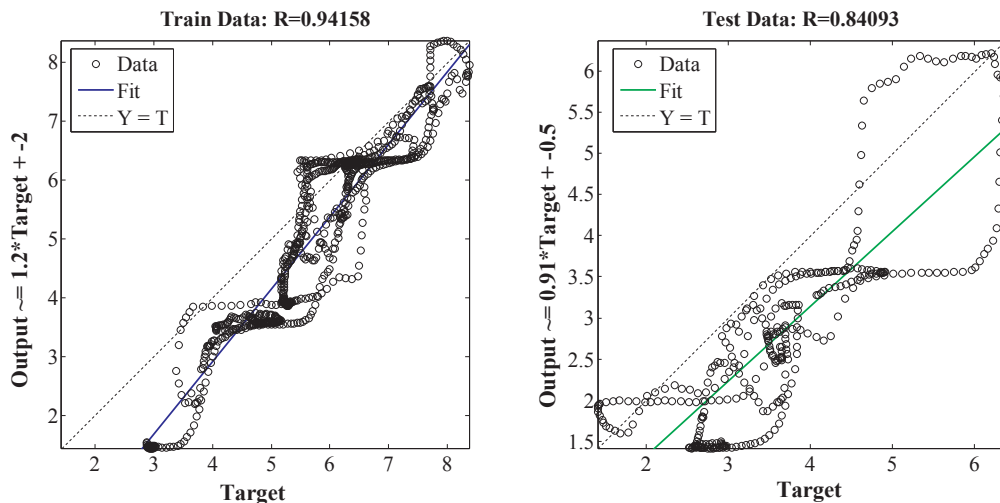 Train Data: R=0.94158
Output ~= 1.2*Target + -2
8
7
6
5
4
3
2
Data
Fit
Y = T
2
3
4
5
6
7
8
Target
Test Data: R=0.84093
Output ~= 0.91*Target + -0.5
6
5.5
5
4.5
4
3.5
3
2.5
2
1.5
Data
Fit
Y = T
2
3
4
5
6
Target